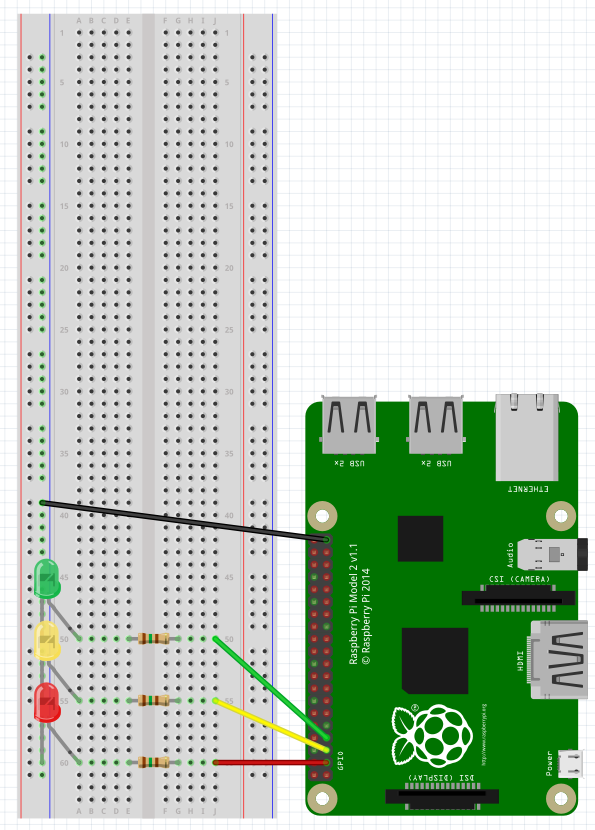 A B C D E F G H I J
1 1
5 5
10 10
15 15
20 20
25 25
30 30
35 35
40 40
45 45
50 50
55 55
60 60
A B C D E F G H I J
USB 2x
USB 2x
ETHERNET
Raspberry Pi Model 2 v1.1
© Raspberry Pi 2014
Audio
CSI (CAMERA)
HDMI
http://www.raspberrypi.org
Power
GPIO
DSI (DISPLAY)